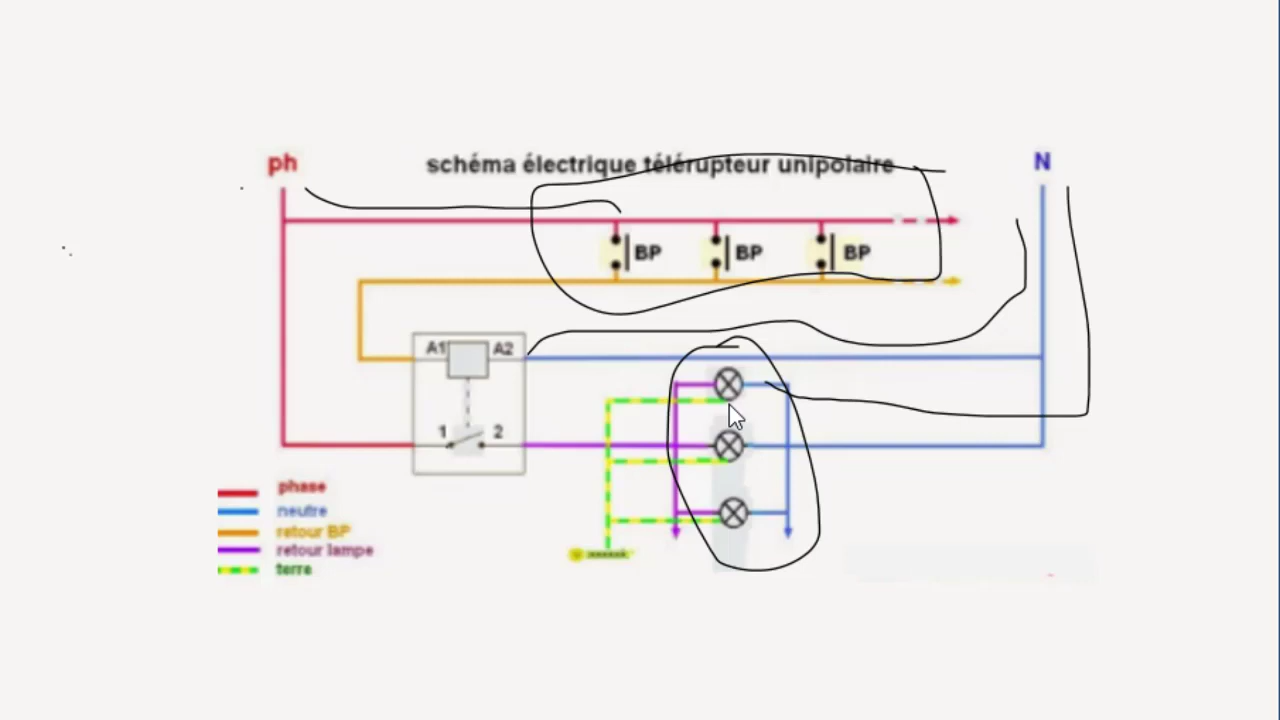 ph
schéma électrique télérupteur unipolaire
N
BP BP BP
A1 A2
1 2
phase
neutre
retour BP
retour lampe
terre